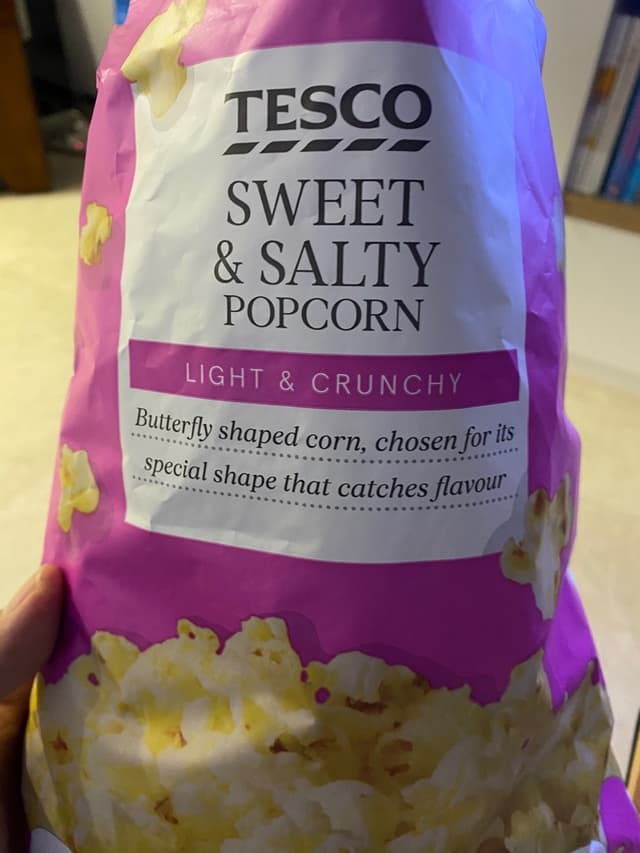 TESCO
SWEET
& SALTY
POPCORN
LIGHT & CRUNCHY
Butterfly shaped corn, chosen for its
special shape that catches flavour